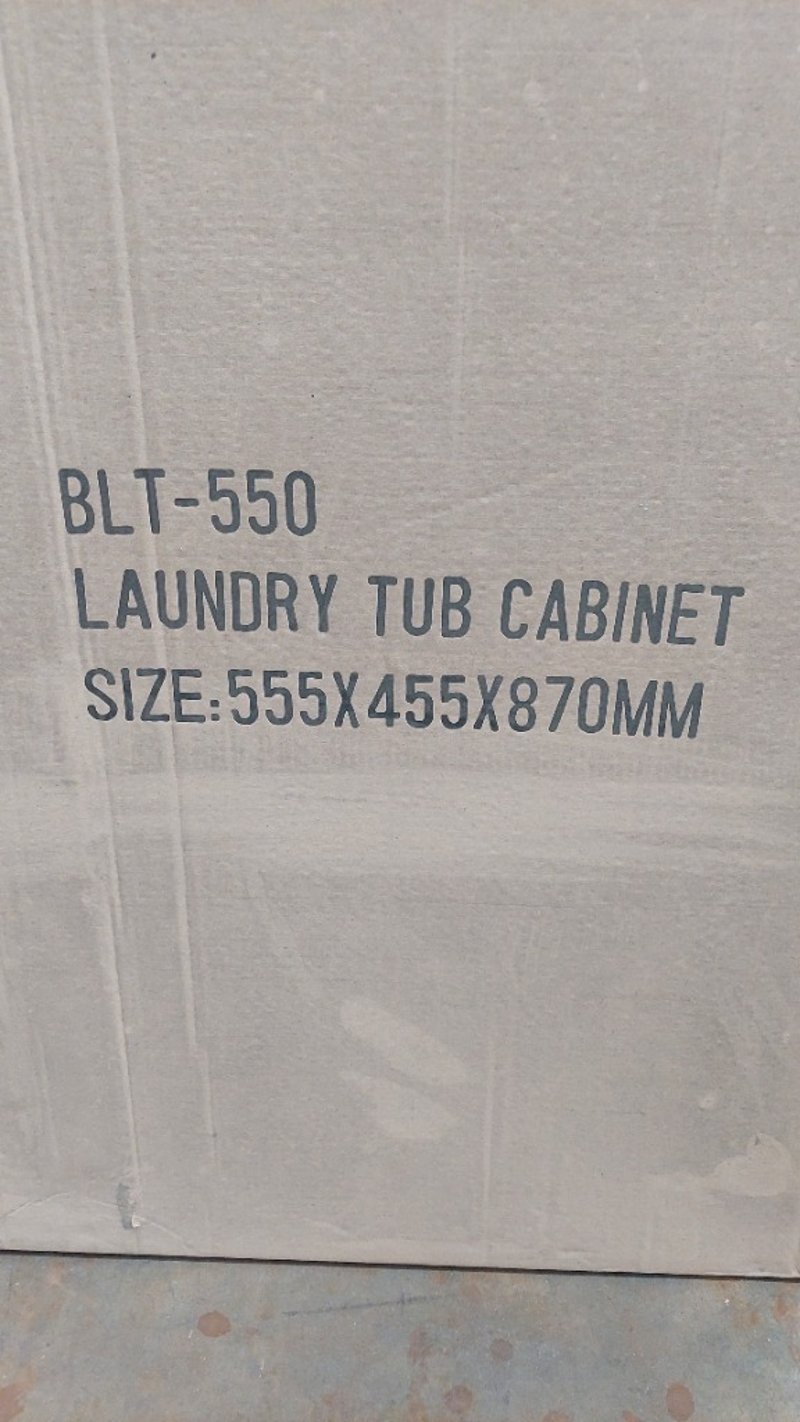 BLT-550
LAUNDRY TUB CABINET
SIZE:555X455X870MM